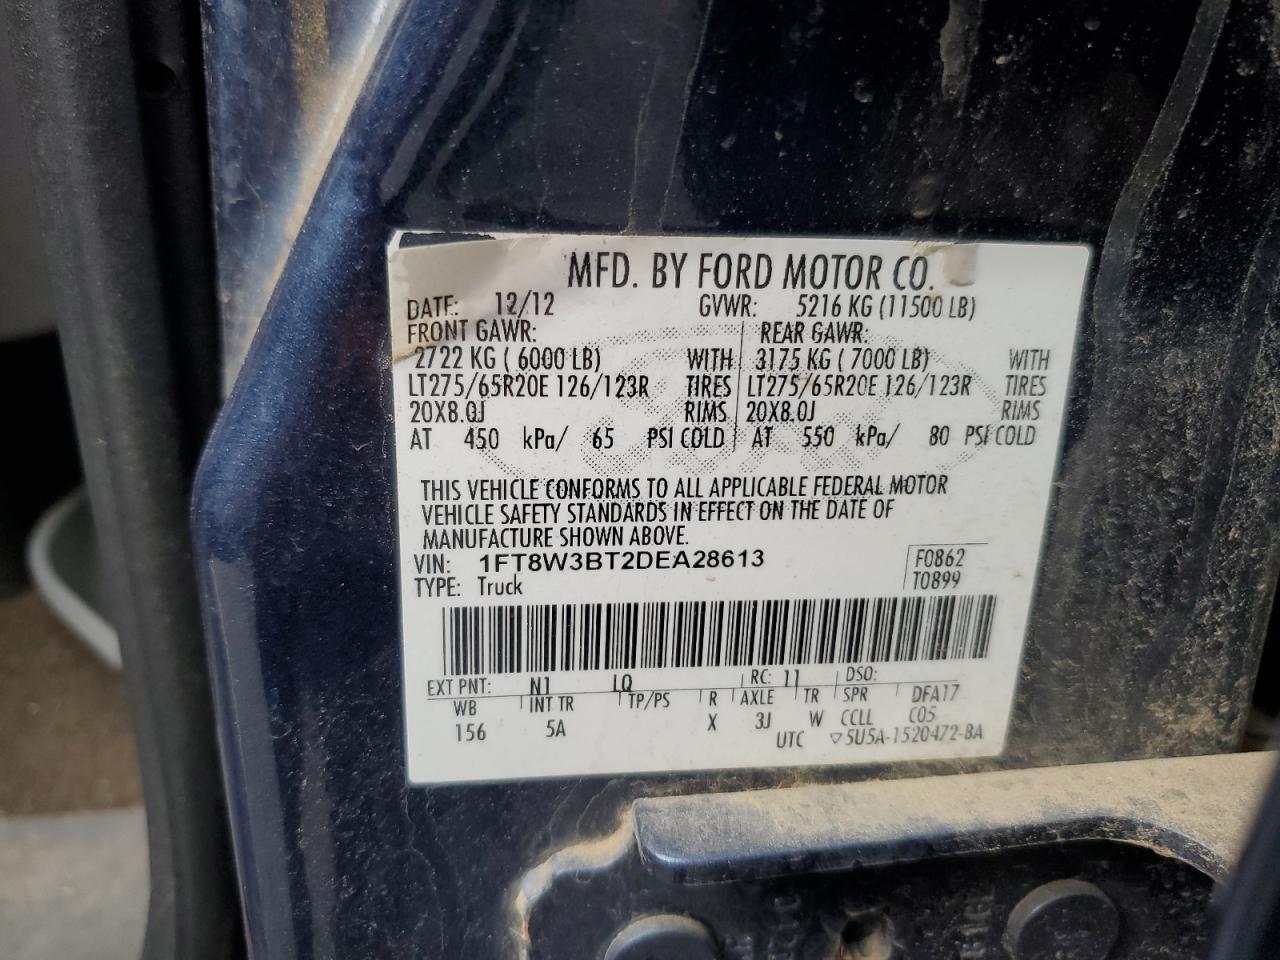 MFD. BY FORD MOTOR CO.
DATE: 12/12 GVWR: 5216 KG (11500 LB)
FRONT GAWR: REAR GAWR:
2722 KG ( 6000 LB) WITH 3175 KG ( 7000 LB) WITH
LT275/65R20E 126/123R TIRES LT275/65R20E 126/123R TIRES
20X8.0J RIMS 20X8.0J RIMS
AT 450 kPa/ 65 PSI COLD AT 550 kPa/ 80 PSI COLD
THIS VEHICLE CONFORMS TO ALL APPLICABLE FEDERAL MOTOR
VEHICLE SAFETY STANDARDS IN EFFECT ON THE DATE OF
MANUFACTURE SHOWN ABOVE.
VIN: 1FT8W3BT2DEA28613 F0862
TYPE: Truck T0899
EXT PNT: N1 LQ RC: 11 DSO:
WB INT TR TP/PS R AXLE TR SPR DFA17
156 5A X 3J W CCLL C05
UTC ▽5U5A-1520472-BA